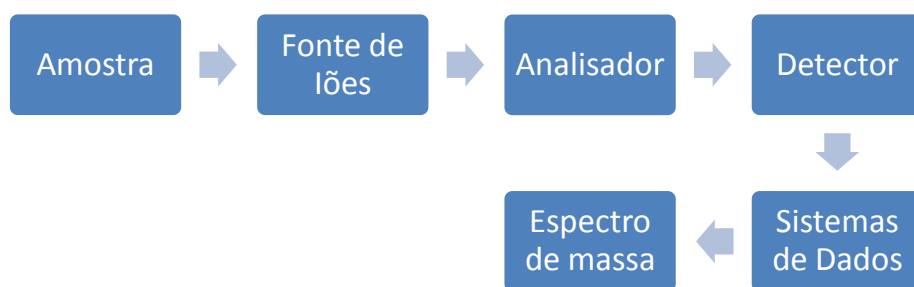 Amostra
Fonte de
Iões
Analisador
Detector
Sistemas
de Dados
Espectro
de massa